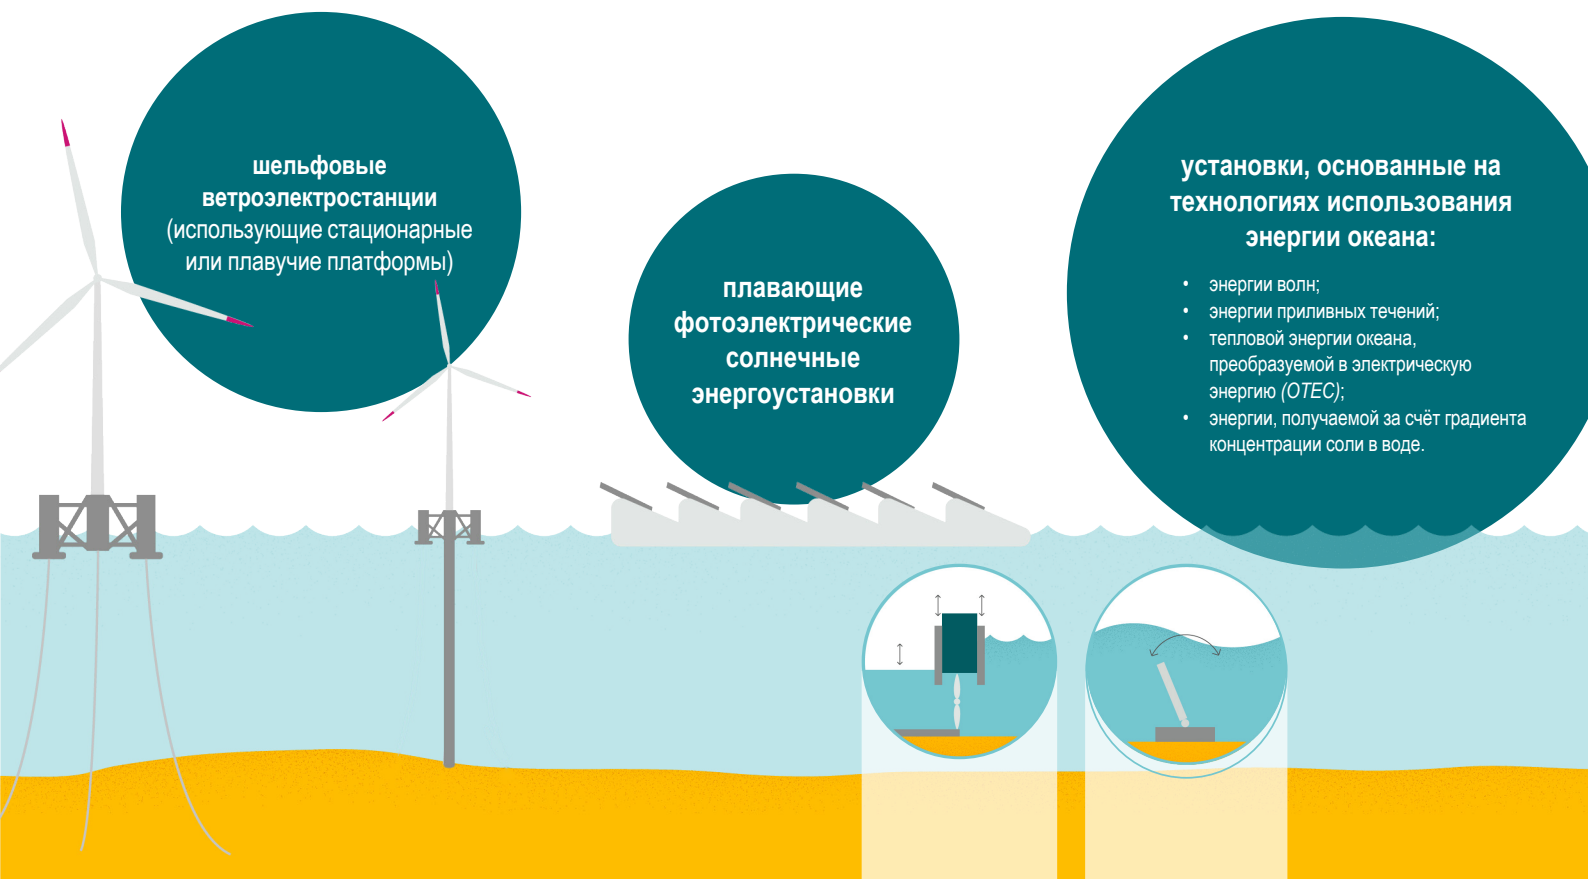 шельфовые
ветроэлектростанции
(использующие стационарные
или плавучие платформы)
плавающие
фотоэлектрические
солнечные
энергоустановки
установки, основанные на
технологиях использования
энергии океана:
• энергии волн;
• энергии приливных течений;
• тепловой энергии океана,
преобразуемой в электрическую
энергию (OTEC);
• энергии, получаемой за счёт градиента
концентрации соли в воде.